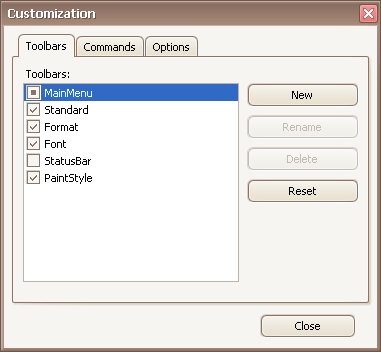 Customization
Toolbars Commands Options
Toolbars:
MainMenu
Standard
Format
Font
StatusBar
PaintStyle
New
Rename
Delete
Reset
Close